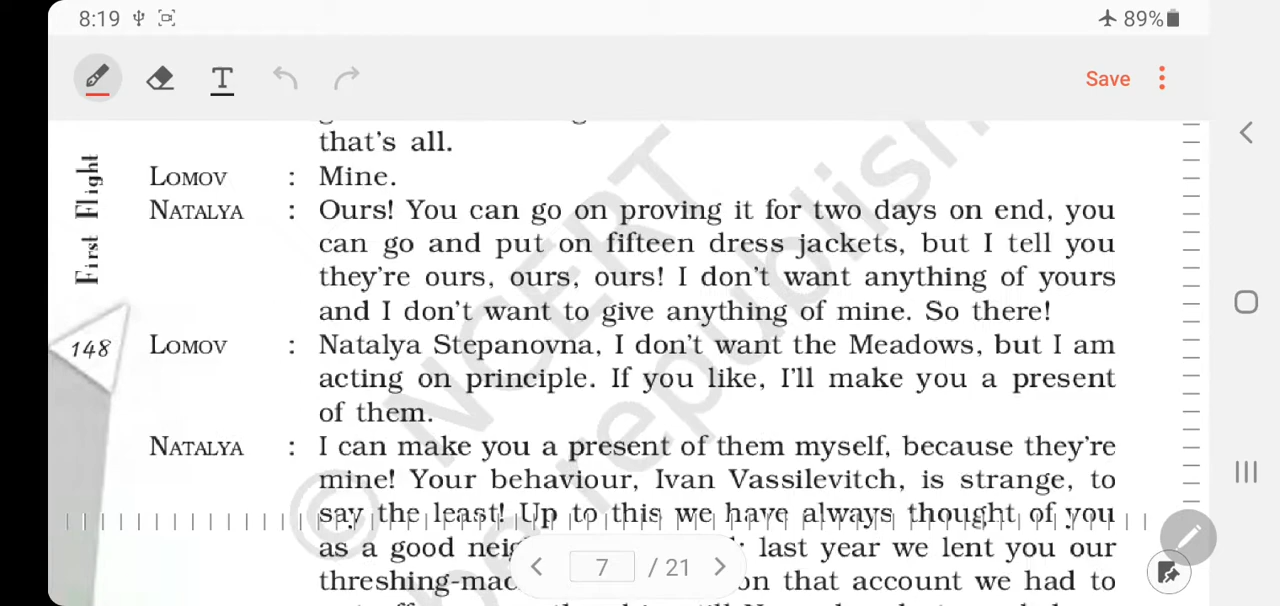 8:19 89%
Save
that's all.
First Flight
LOMOV : Mine.
NATALYA : Ours! You can go on proving it for two days on end, you
can go and put on fifteen dress jackets, but I tell you
they're ours, ours, ours! I don't want anything of yours
and I don't want to give anything of mine. So there!
148
LOMOV : Natalya Stepanovna, I don't want the Meadows, but I am
acting on principle. If you like, I'll make you a present
of them.
NATALYA : I can make you a present of them myself, because they're
mine! Your behaviour, Ivan Vassilevitch, is strange, to
say the least! Up to this we have always thought of you
as a good last year we lent you our
on that account we had to
7 / 21
© NCERT
be republish